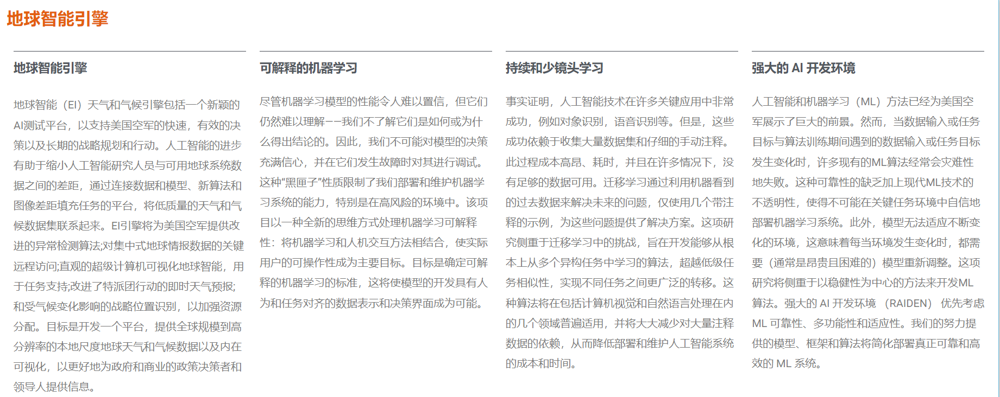 地球智能引擎
地球智能引擎
地球智能（EI）天气和气候引擎包括一个新颖的
AI测试平台，以支持美国空军的快速，有效的决
策以及长期的战略规划和行动。人工智能的进步
有助于缩小人工智能研究人员与可用地球系统数
据之间的差距，通过连接数据和模型、新算法和
图像差距填充任务的平台，将低质量的天气和气
候数据集联系起来。EI引擎将为美国空军提供改
进的异常检测算法;对集中式地球情报数据的关键
远程访问;直观的超级计算机可视化地球智能，用
于任务支持;改进了特派团行动的即时天气预报;
和受气候变化影响的战略位置识别，以加强资源
分配。目标是开发一个平台，提供全球规模到高
分辨率的本地尺度地球天气和气候数据以及内在
可视化，以更好地为政府和商业的政策决策者和
领导人提供信息。
可解释的机器学习
尽管机器学习模型的性能令人难以置信，但它们
仍然难以理解——我们不了解它们是如何或为什
么得出结论的。因此，我们不可能对模型的决策
充满信心，并在它们发生故障时对其进行调试。
这种“黑匣子”性质限制了我们部署和维护机器学
习系统的能力，特别是在高风险的环境中。该项
目以一种全新的思维方式处理机器学习可解释
性：将机器学习和人机交互方法相结合，使实际
用户的可操作性成为主要目标。目标是确定可解
释的机器学习的标准，这将使模型的开发具有人
为和任务对齐的数据表示和决策界面成为可能。
持续和少镜头学习
事实证明，人工智能技术在许多关键应用中非常
成功，例如对象识别，语音识别等。但是，这些
成功依赖于收集大量数据集和仔细的手动注释。
此过程成本高昂、耗时，并且在许多情况下，没
有足够的数据可用。迁移学习通过利用机器看到
的过去数据来解决未来的问题，仅使用几个带注
释的示例，为这些问题提供了解决方案。这项研
究侧重于迁移学习中的挑战，旨在开发能够从根
本上从多个异构任务中学习的算法，超越低级任
务相似性，实现不同任务之间更广泛的转移。这
种算法将在包括计算机视觉和自然语言处理在内
的几个领域普遍适用，并将大大减少对大量注释
数据的依赖，从而降低部署和维护人工智能系统
的成本和时间。
强大的 AI 开发环境
人工智能和机器学习（ML）方法已经为美国空
军展示了巨大的前景。然而，当数据输入或任务
目标与算法训练期间遇到的数据输入或任务目标
发生变化时，许多现有的ML算法经常会灾难性
地失败。这种可靠性的缺乏加上现代ML技术的
不透明性，使得不可能在关键任务环境中自信地
部署机器学习系统。此外，模型无法适应不断变
化的环境，这意味着每当环境发生变化时，都需
要（通常是昂贵且困难的）模型重新调整。这项
研究将侧重于以稳健性为中心的方法来开发ML
算法。强大的 AI 开发环境 （RAIDEN） 优先考虑
ML 可靠性、多功能性和适应性。我们的努力提
供的模型、框架和算法将简化部署真正可靠和高
效的 ML 系统。